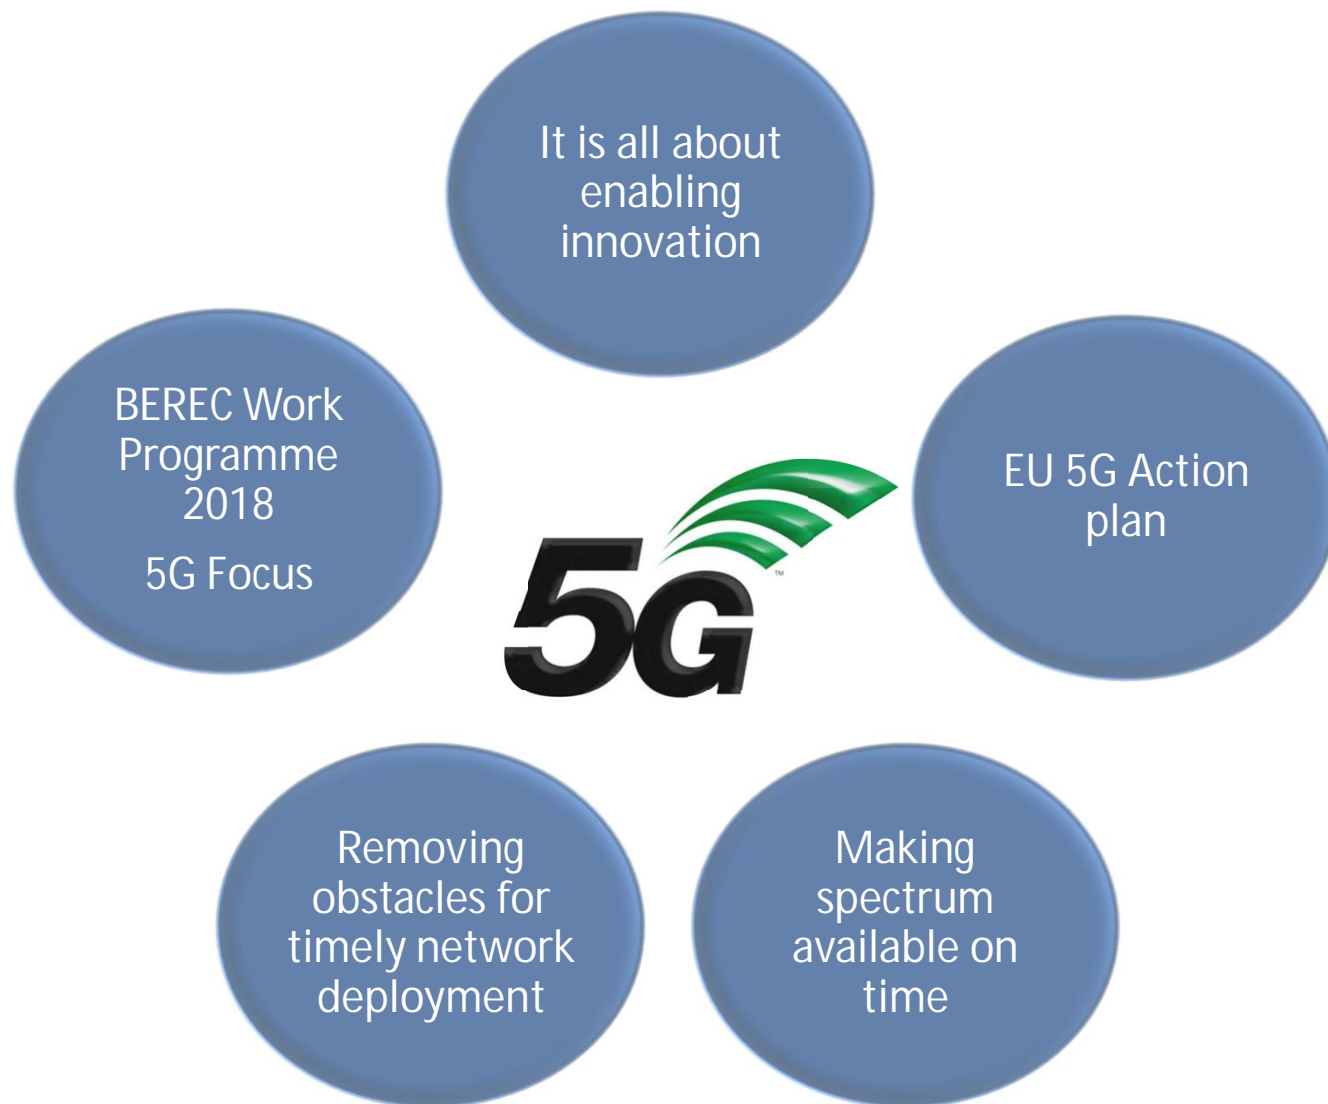 It is all about
enabling
innovation
BEREC Work
Programme
2018
5G Focus
EU 5G Action
plan
5G
TM
Removing
obstacles for
timely network
deployment
Making
spectrum
available on
time